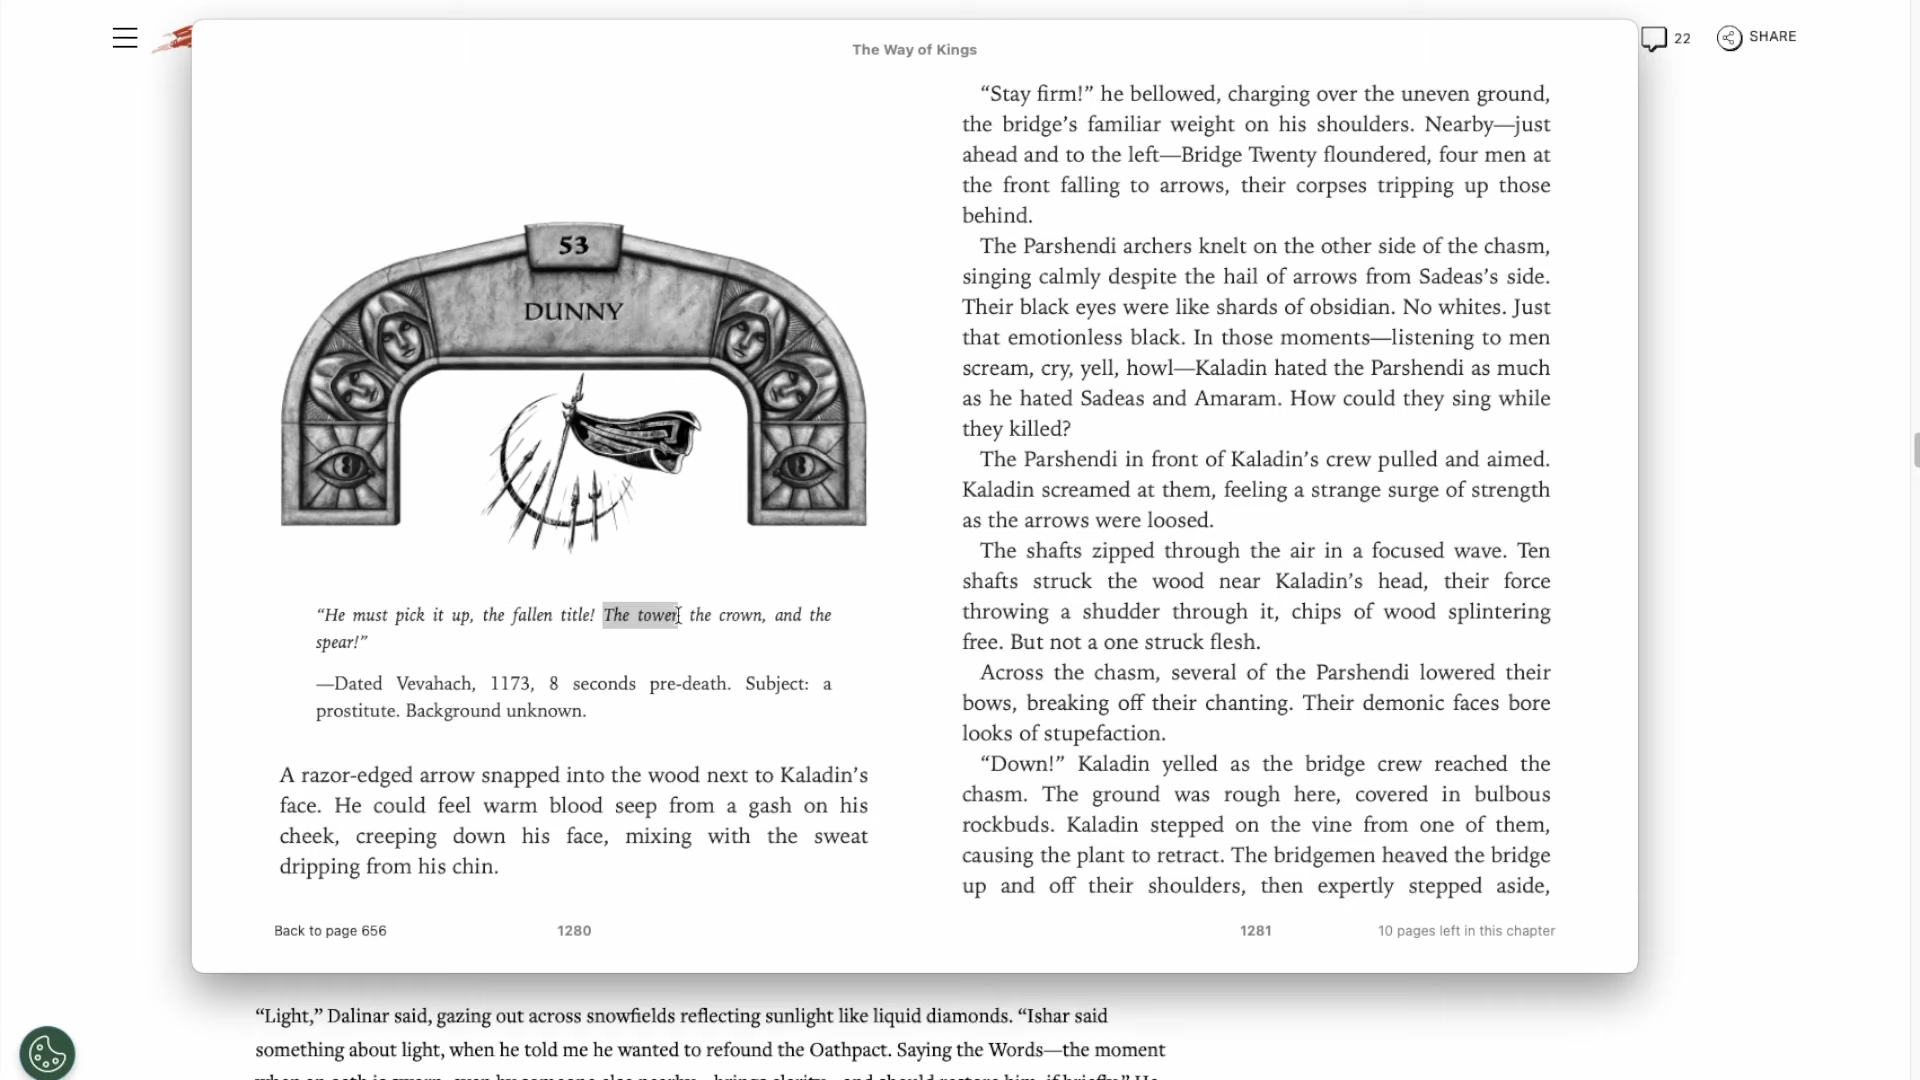 22
SHARE
The Way of Kings
53
DUNNY
“He must pick it up, the fallen title! The tower, the crown, and the
spear!”
—Dated Vevahach, 1173, 8 seconds pre-death. Subject: a
prostitute. Background unknown.
A razor-edged arrow snapped into the wood next to Kaladin’s
face. He could feel warm blood seep from a gash on his
cheek, creeping down his face, mixing with the sweat
dripping from his chin.
Back to page 656
1280
“Stay firm!” he bellowed, charging over the uneven ground,
the bridge’s familiar weight on his shoulders. Nearby—just
ahead and to the left—Bridge Twenty floundered, four men at
the front falling to arrows, their corpses tripping up those
behind.
The Parshendi archers knelt on the other side of the chasm,
singing calmly despite the hail of arrows from Sadeas’s side.
Their black eyes were like shards of obsidian. No whites. Just
that emotionless black. In those moments—listening to men
scream, cry, yell, howl—Kaladin hated the Parshendi as much
as he hated Sadeas and Amaram. How could they sing while
they killed?
The Parshendi in front of Kaladin’s crew pulled and aimed.
Kaladin screamed at them, feeling a strange surge of strength
as the arrows were loosed.
The shafts zipped through the air in a focused wave. Ten
shafts struck the wood near Kaladin’s head, their force
throwing a shudder through it, chips of wood splintering
free. But not a one struck flesh.
Across the chasm, several of the Parshendi lowered their
bows, breaking off their chanting. Their demonic faces bore
looks of stupefaction.
“Down!” Kaladin yelled as the bridge crew reached the
chasm. The ground was rough here, covered in bulbous
rockbuds. Kaladin stepped on the vine from one of them,
causing the plant to retract. The bridgemen heaved the bridge
up and off their shoulders, then expertly stepped aside,
1281
10 pages left in this chapter
“Light,” Dalinar said, gazing out across snowfields reflecting sunlight like liquid diamonds. “Ishar said
something about light, when he told me he wanted to refound the Oathpact. Saying the Words—the moment